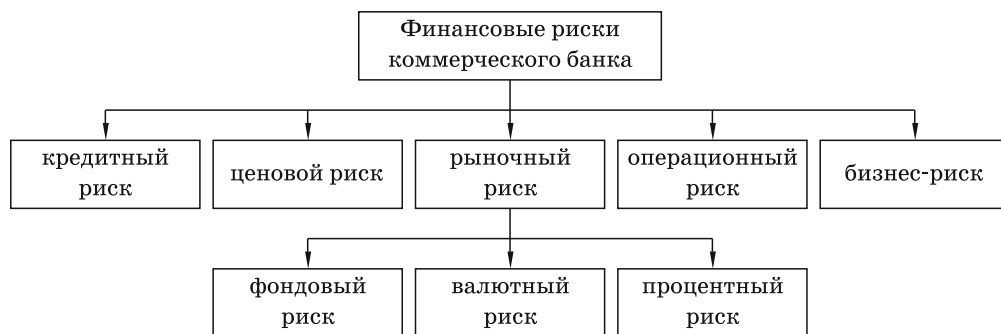 Финансовые риски
коммерческого банка
кредитный
риск
ценовой риск
рыночный
риск
операционный
риск
бизнес-риск
фондовый
риск
валютный
риск
процентный
риск